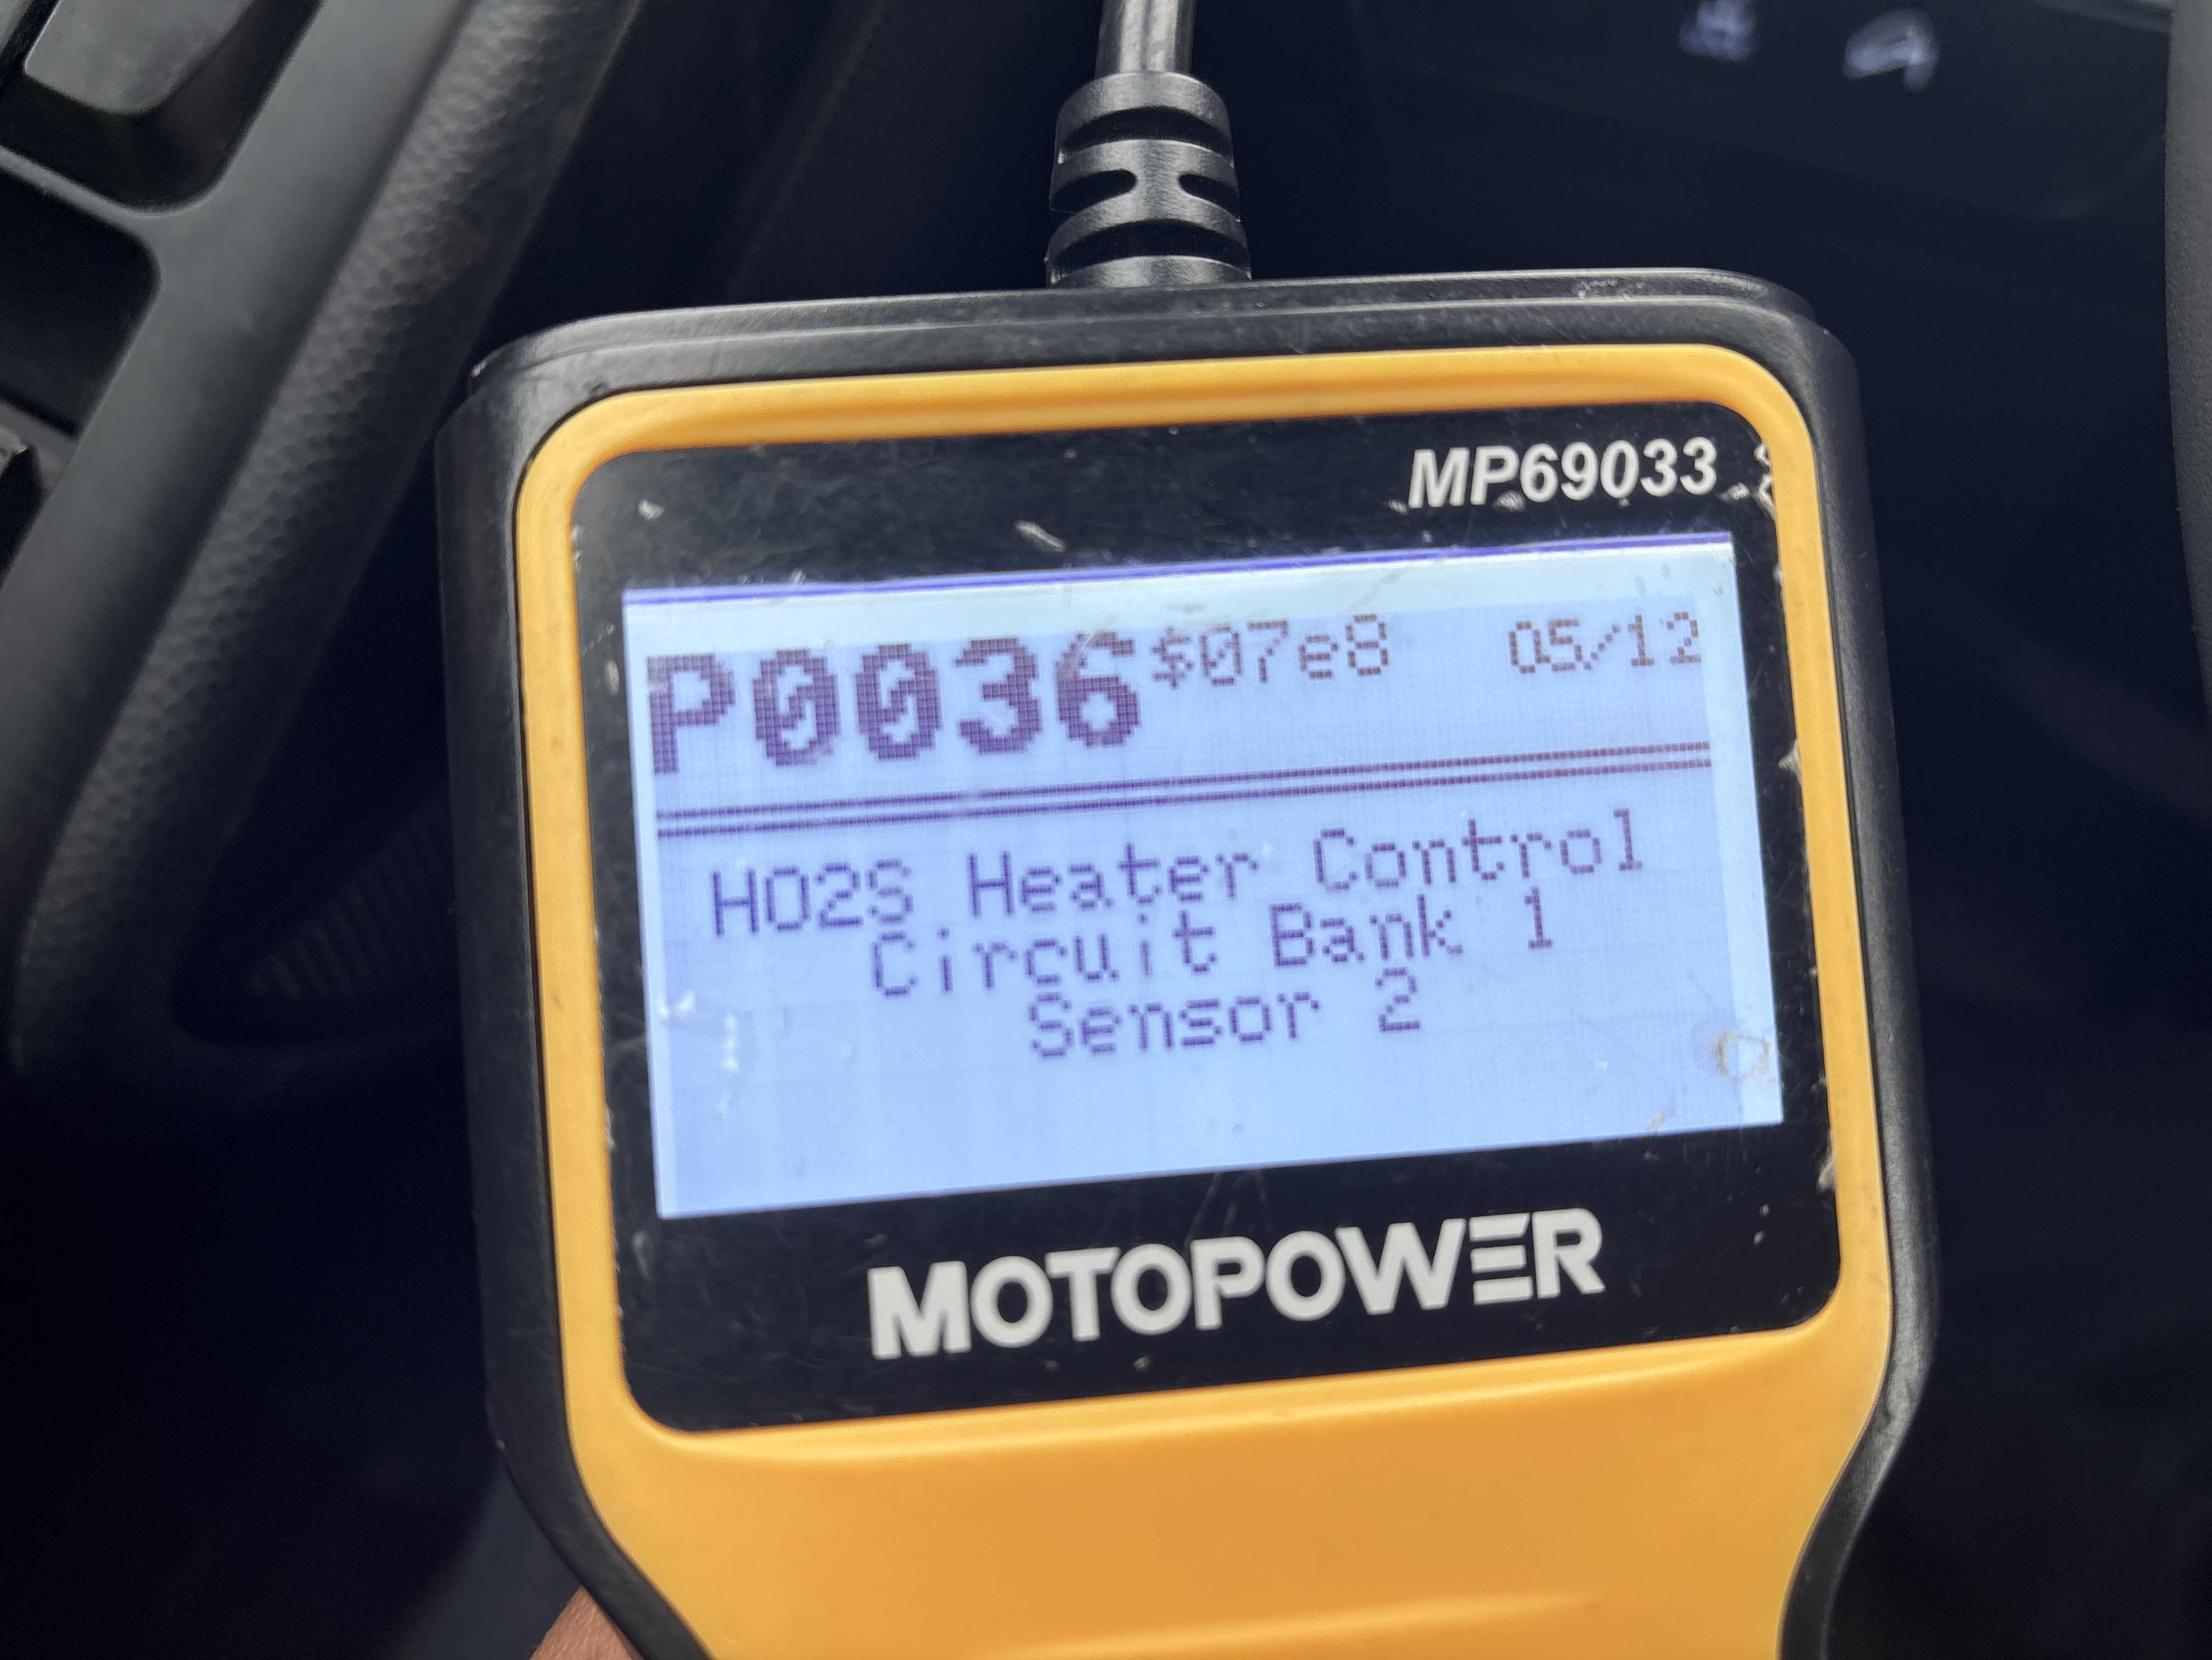 MP69033
P0036 $07e8 05/12
HO2S Heater Control
Circuit Bank 1
Sensor 2
MOTOPOWER